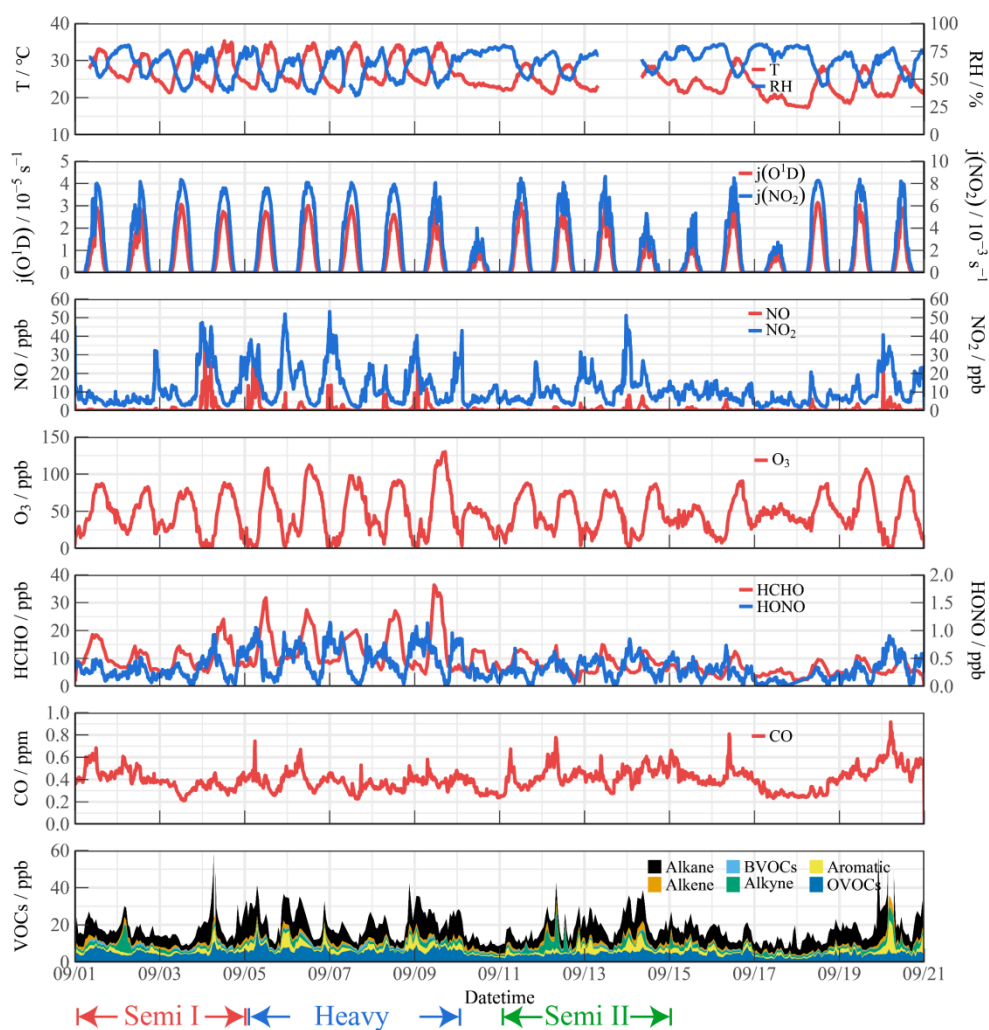 T / ℃
40
30
20
10
100
75
50
25
0
RH / %
T
RH
j(O¹D) / 10⁻⁵ s⁻¹
5
4
3
2
1
0
10
8
6
4
2
0
j(NO₂) / 10⁻³ s⁻¹
j(O¹D)
j(NO₂)
NO / ppb
60
50
40
30
20
10
0
60
50
40
30
20
10
0
NO₂ / ppb
NO
NO₂
O₃ / ppb
150
100
50
0
O₃
HCHO / ppb
40
30
20
10
0
2.0
1.5
1.0
0.5
0.0
HONO / ppb
HCHO
HONO
CO / ppm
1.0
0.8
0.6
0.4
0.2
0.0
CO
VOCs / ppb
60
40
20
0
Alkane BVOCs Aromatic
Alkene Alkyne OVOCs
09/01 09/03 09/05 09/07 09/09 09/11 09/13 09/15 09/17 09/19 09/21
Datetime
Semi I Heavy Semi II